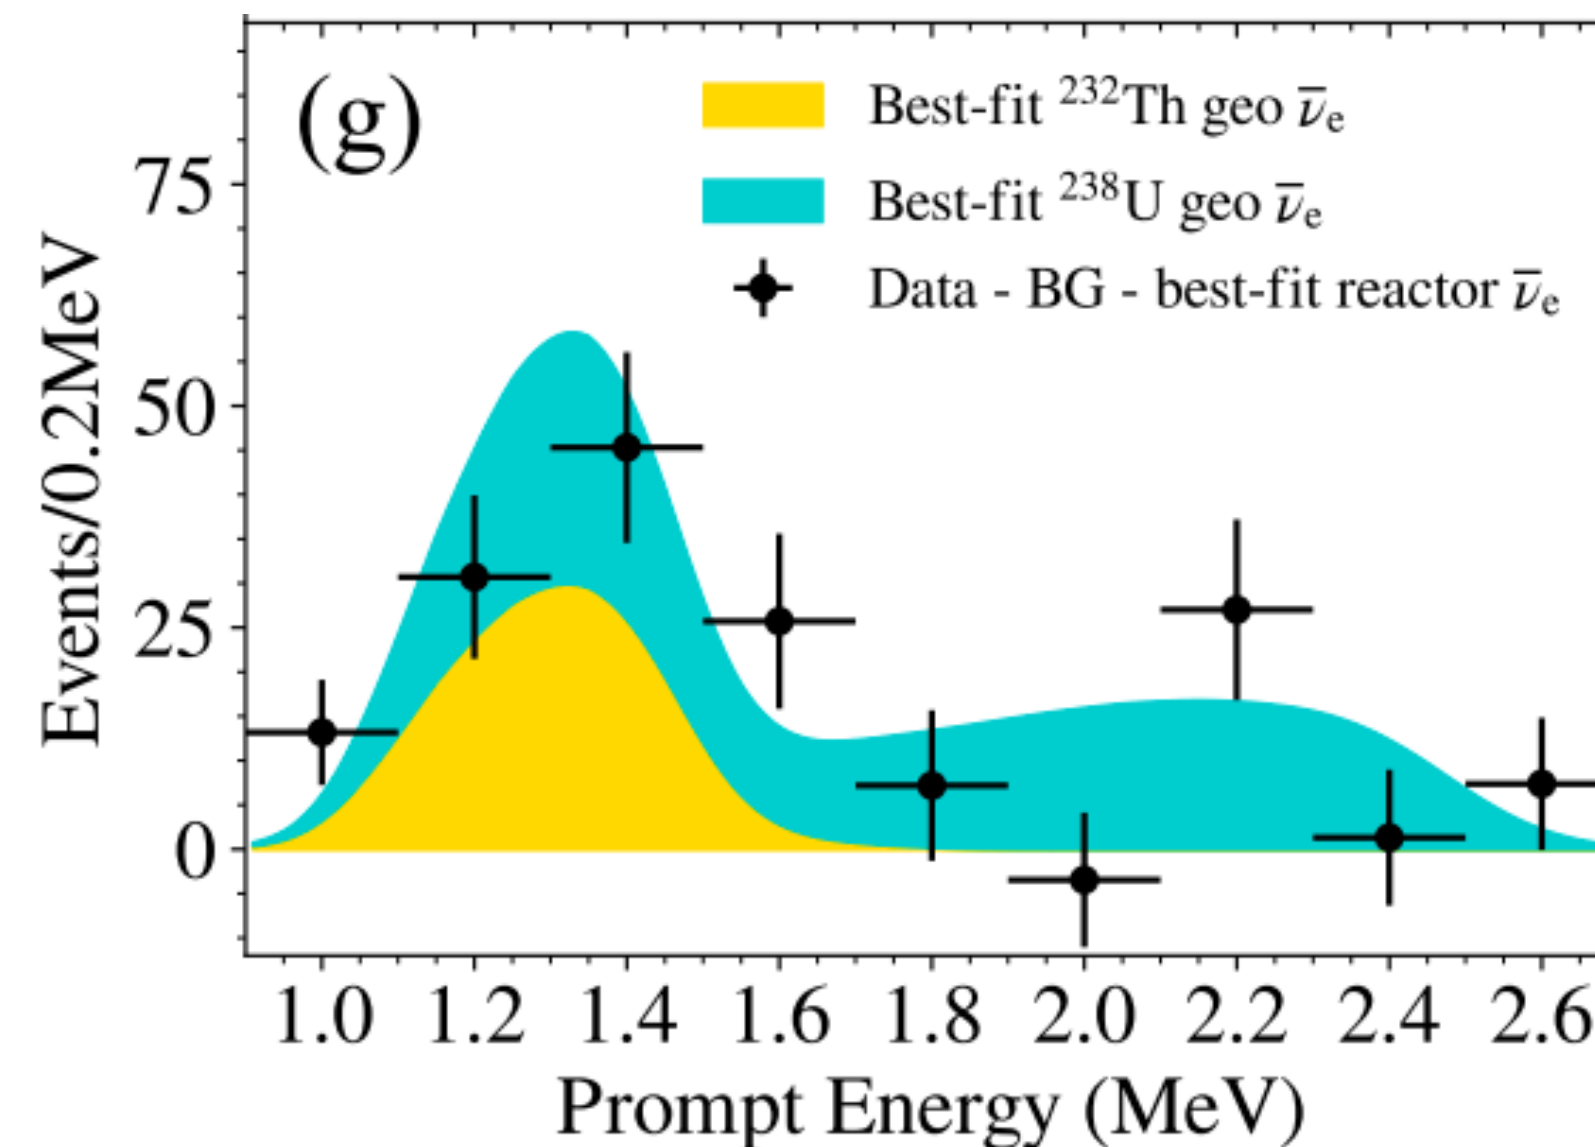 (g)
Best-fit ²³²Th geo ν̅ₑ
Best-fit ²³⁸U geo ν̅ₑ
Data - BG - best-fit reactor ν̅ₑ
Events/0.2MeV
75
50
25
0
1.0 1.2 1.4 1.6 1.8 2.0 2.2 2.4 2.6
Prompt Energy (MeV)